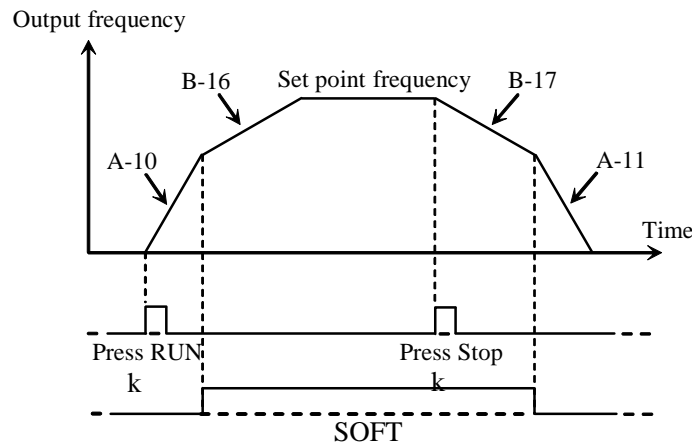 Output frequency
B-16
Set point frequency
B-17
A-10
A-11
Time
Press RUN
k
Press Stop
k
SOFT